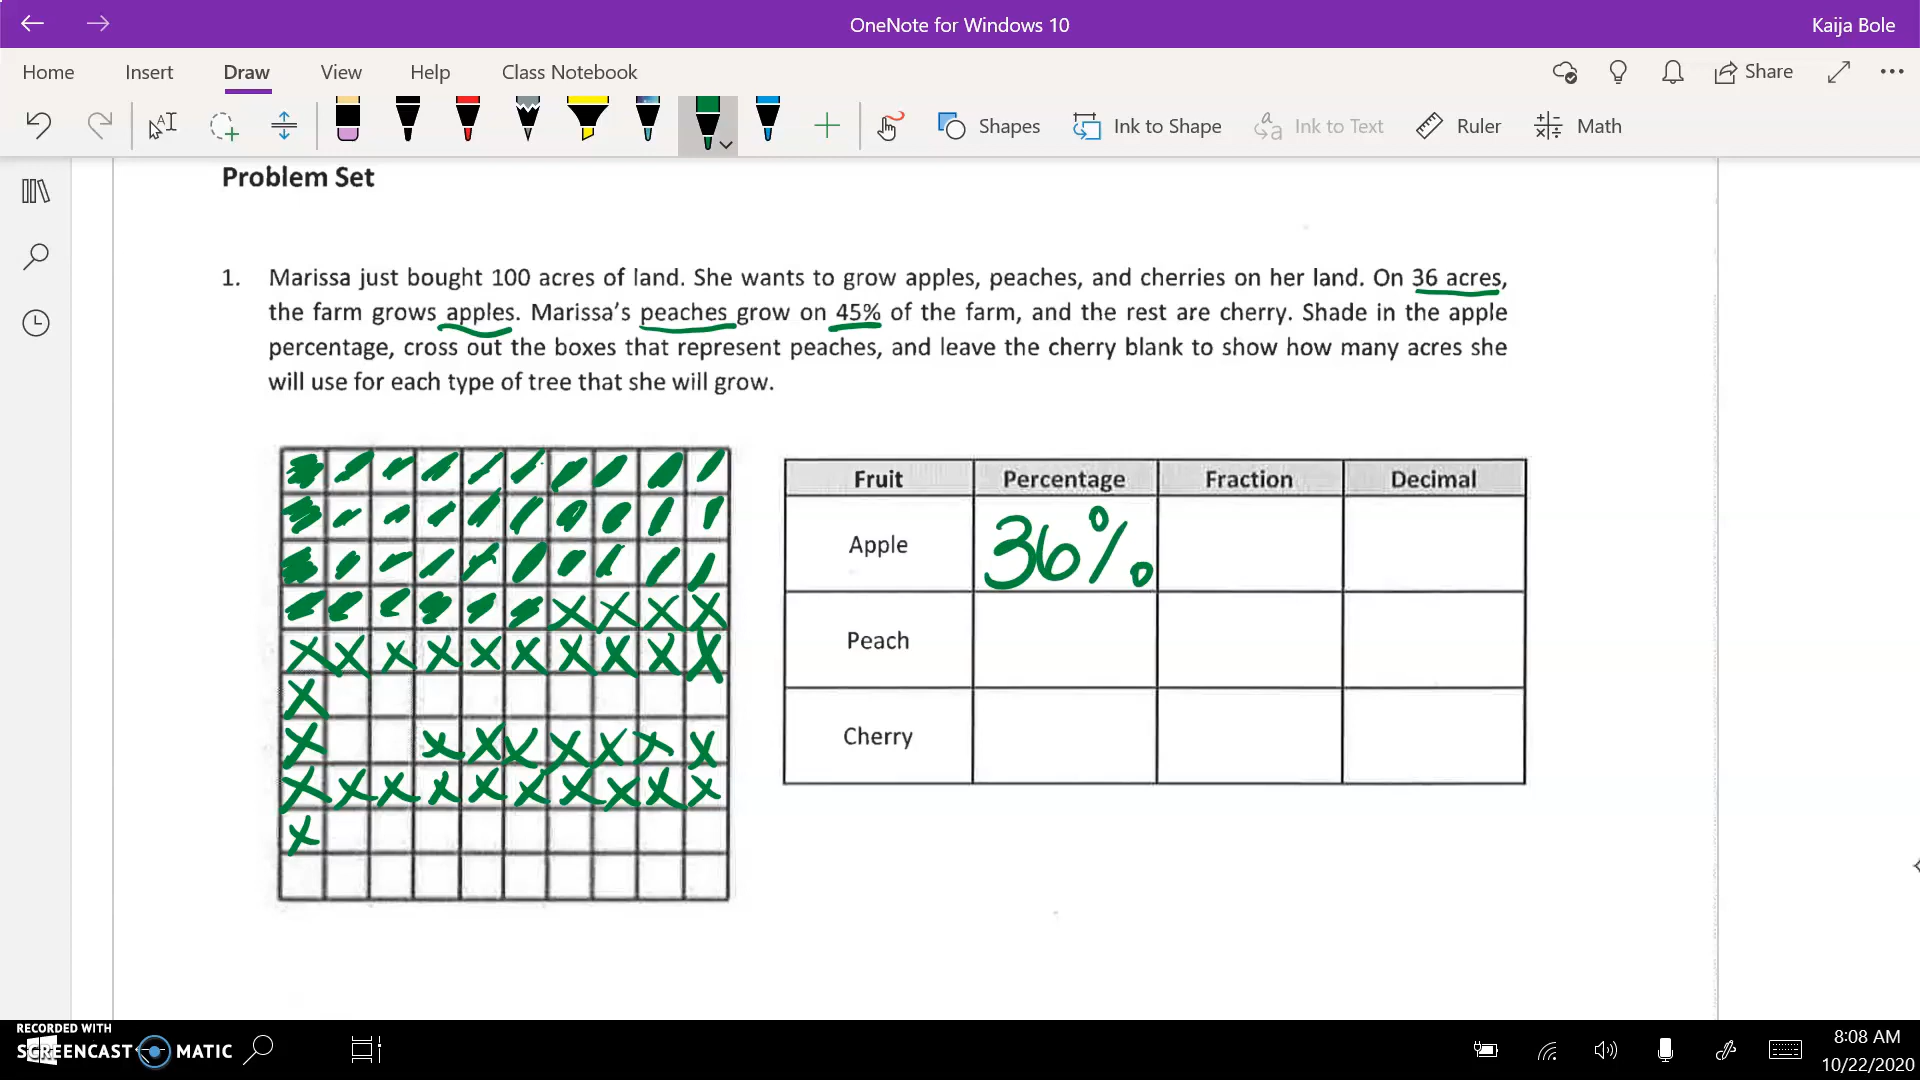 OneNote for Windows 10
Kaija Bole
Home Insert Draw View Help Class Notebook Share
Shapes Ink to Shape Ink to Text Ruler Math
Problem Set
1. Marissa just bought 100 acres of land. She wants to grow apples, peaches, and cherries on her land. On 36 acres,
the farm grows apples. Marissa's peaches grow on 45% of the farm, and the rest are cherry. Shade in the apple
percentage, cross out the boxes that represent peaches, and leave the cherry blank to show how many acres she
will use for each type of tree that she will grow.
Fruit Percentage Fraction Decimal
Apple 36%
Peach
Cherry
RECORDED WITH
SCREENCAST MATIC
8:08 AM
10/22/2020